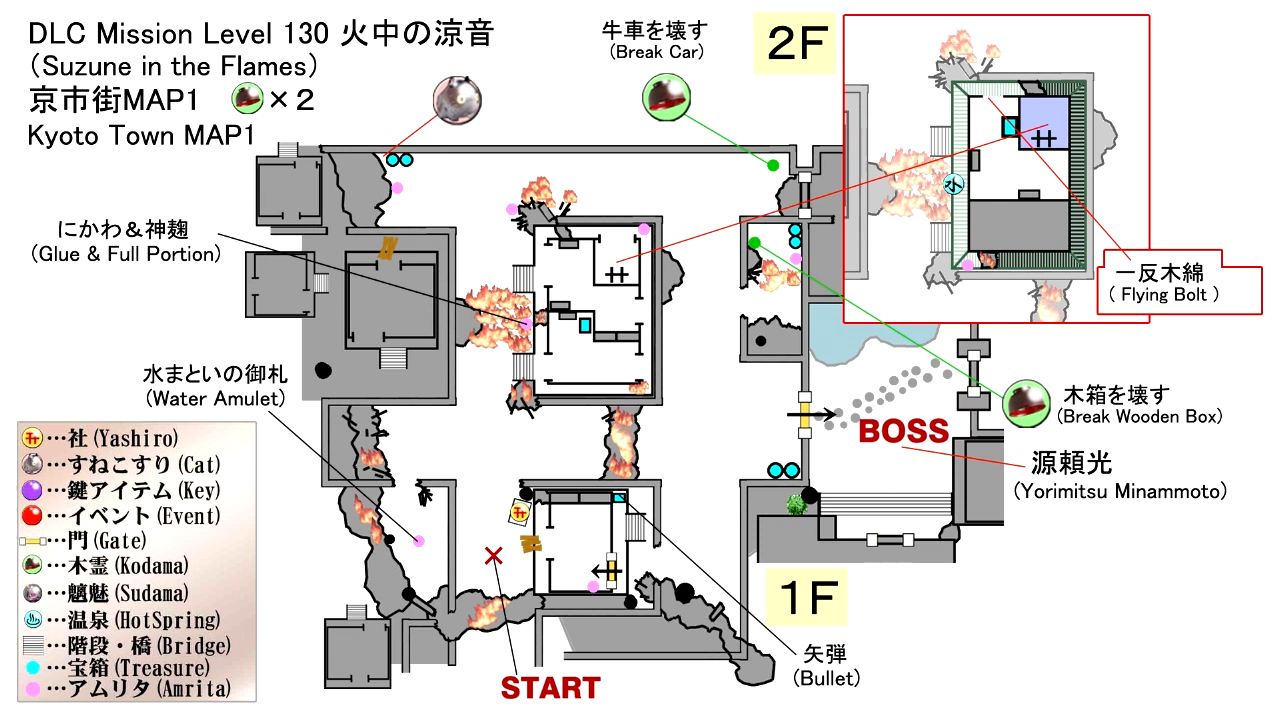 DLC Mission Level 130 火中の涼音
(Suzune in the Flames)
京市街MAP1 ×2
Kyoto Town MAP1
牛車を壊す
(Break Car)
2F
にかわ&神麹
(Glue & Full Portion)
一反木綿
( Flying Bolt )
水まといの御札
(Water Amulet)
木箱を壊す
(Break Wooden Box)
BOSS
源頼光
(Yorimitsu Minammoto)
…社(Yashiro)
…すねこすり(Cat)
…鍵アイテム(Key)
…イベント(Event)
…門(Gate)
…木霊(Kodama)
…魑魅(Sudama)
…温泉(HotSpring)
…階段・橋(Bridge)
…宝箱(Treasure)
…アムリタ(Amrita)
1F
矢弾
(Bullet)
START